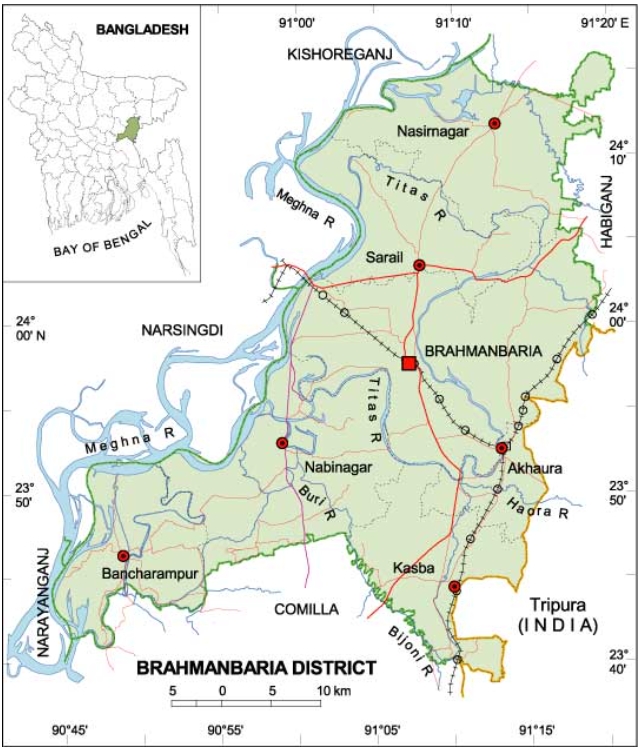 91°00' 91°10' 91°20' E
BANGLADESH
BAY OF BENGAL
KISHOREGANJ
Nasirnagar
24°
10'
Titas R
Meghna R
HABIGANJ
Sarail
24°
00' N
24°
00'
NARSINGDI
BRAHMANBARIA
Titas R
Meghna R
Nabinagar
Akhaura
23°
50'
23°
50'
Buri R
Haora R
Bancharampur
Kasba
NARAYANGANJ
COMILLA
Tripura
(INDIA)
Bijoni R
23°
40'
BRAHMANBARIA DISTRICT
5 0 5 10 km
90°45' 90°55' 91°05' 91°15'